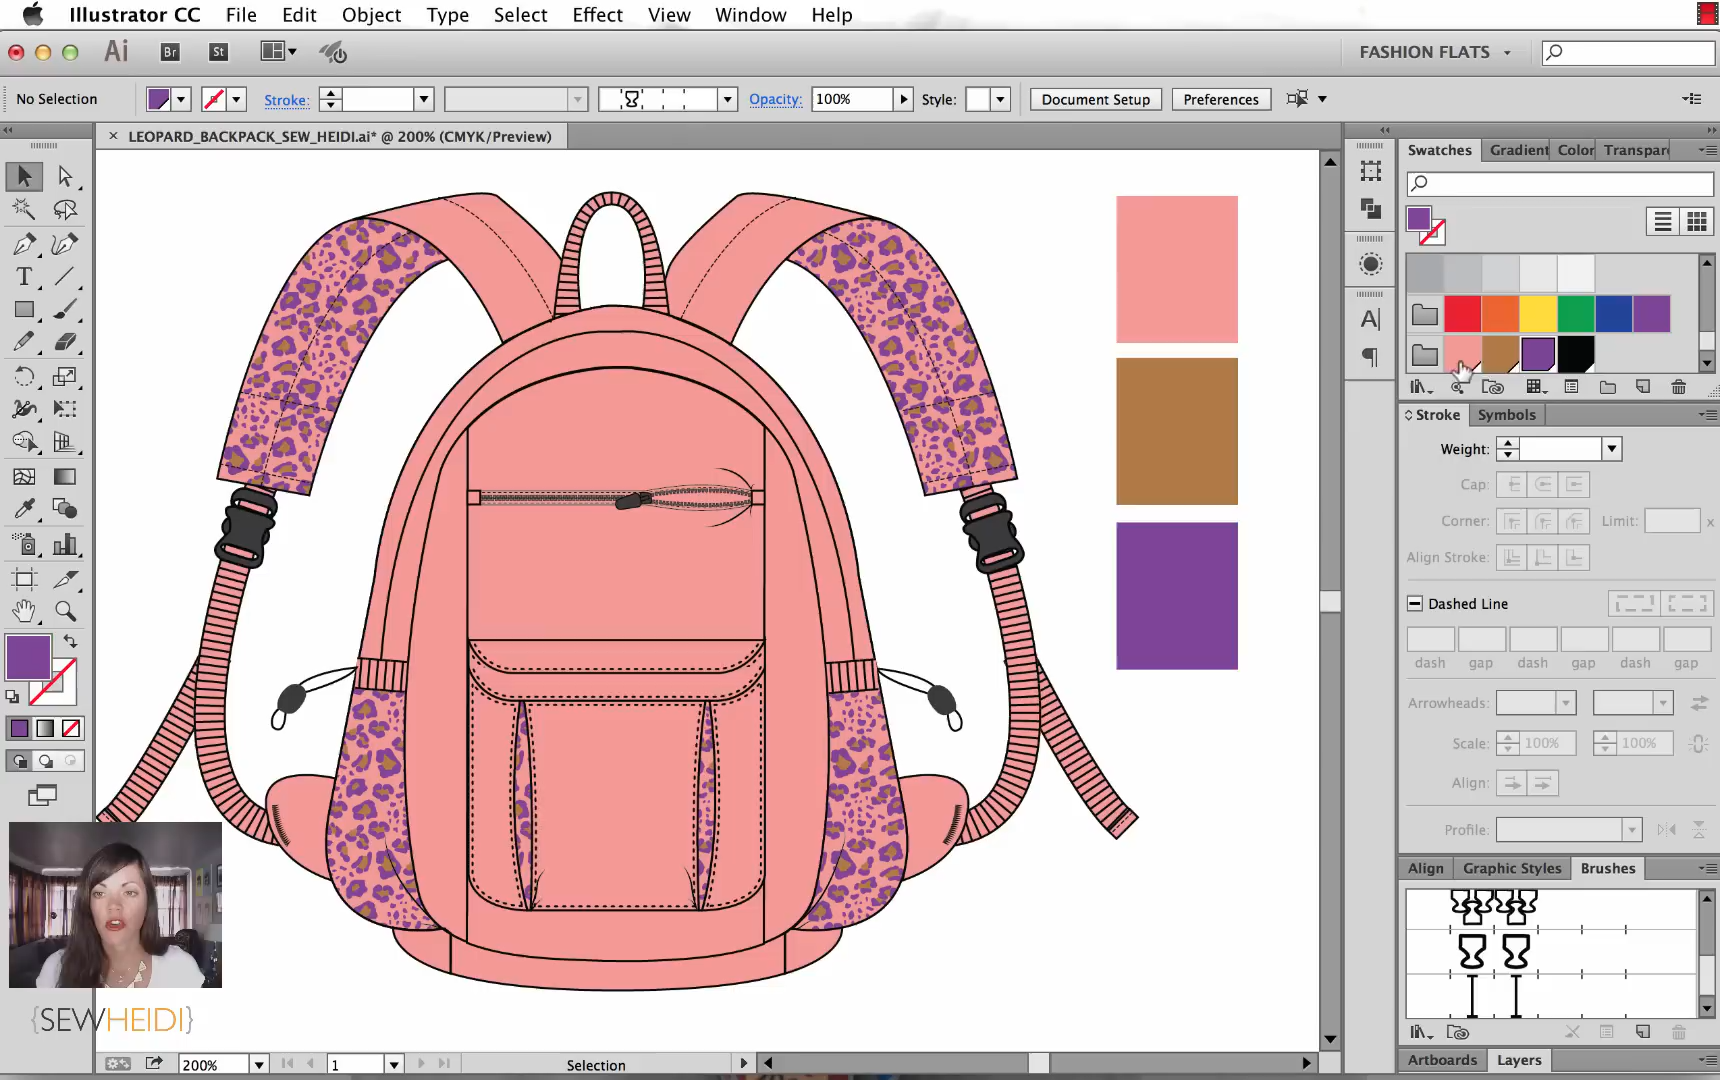 Illustrator CC File Edit Object Type Select Effect View Window Help
Ai Br St FASHION FLATS
No Selection Stroke: Opacity: 100% Style: Document Setup Preferences
× LEOPARD_BACKPACK_SEW_HEIDI.ai* @ 200% (CMYK/Preview)
Swatches Gradient Color Transpar
Stroke Symbols
Weight:
Cap:
Corner: Limit: x
Align Stroke:
Dashed Line
dash gap dash gap dash gap
Arrowheads:
Scale: 100% 100%
Align:
Profile:
Align Graphic Styles Brushes
{SEWHEIDI}
200% 1 Selection
Artboards Layers